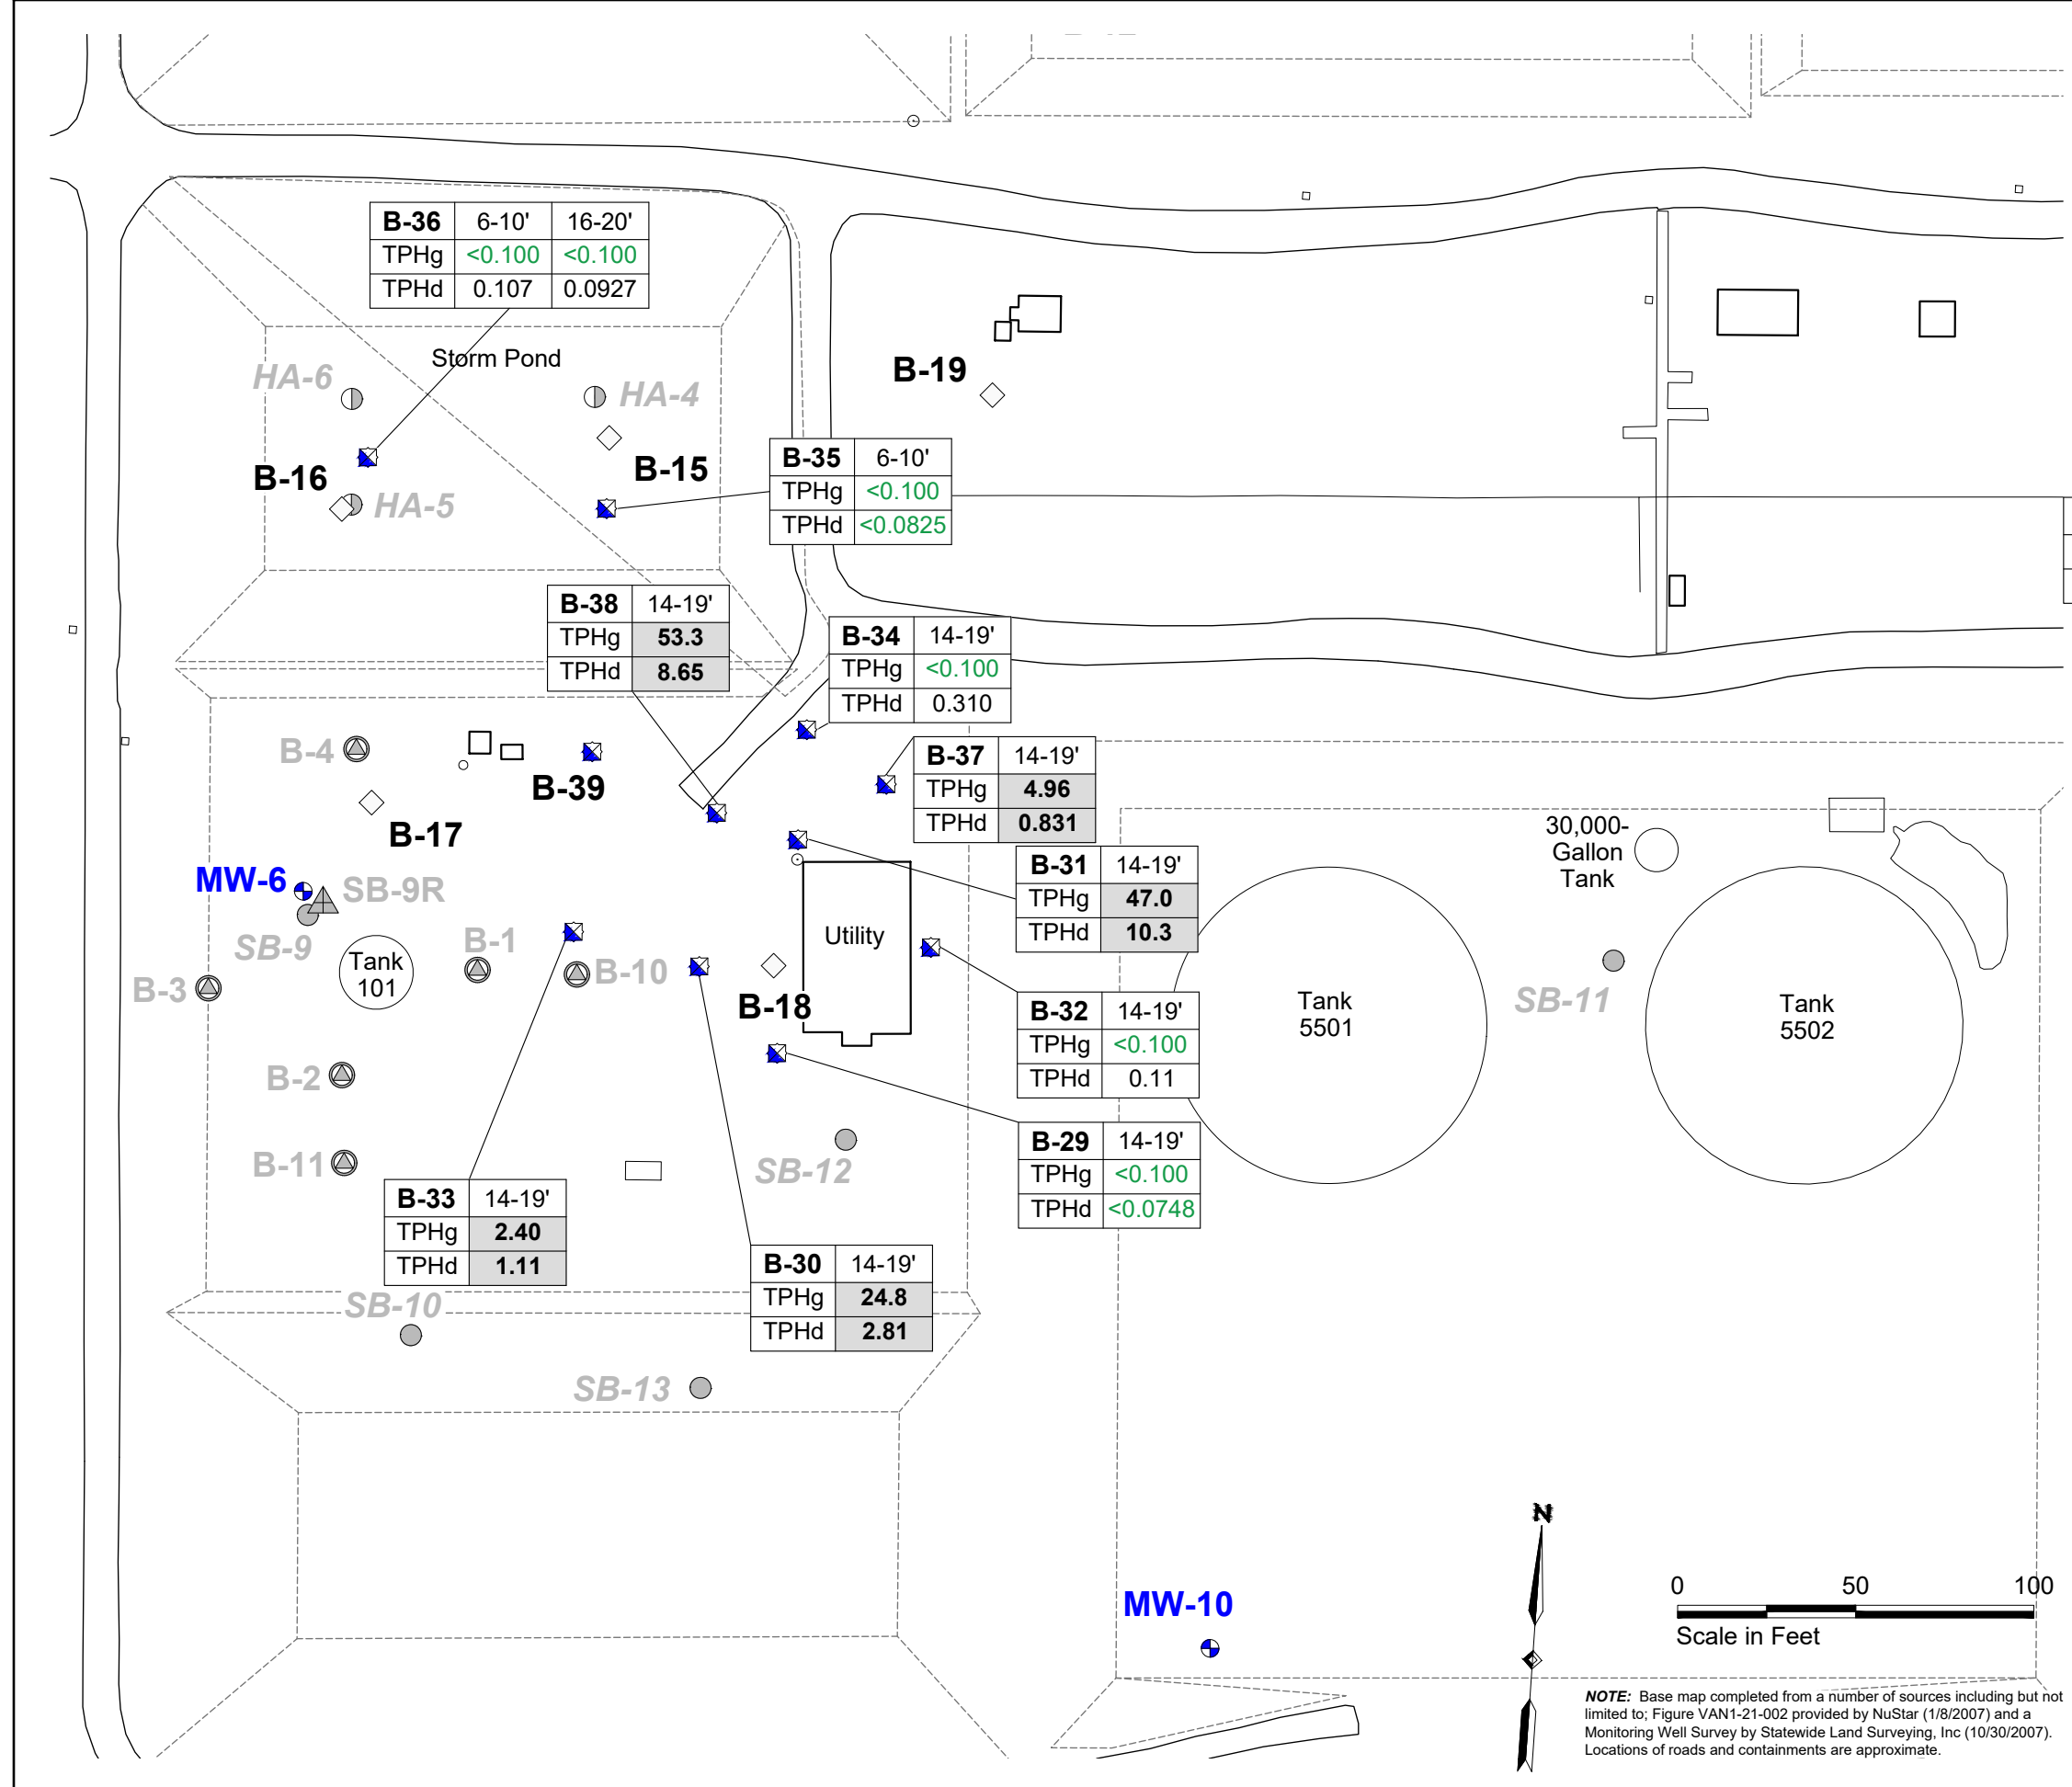 B-36 6-10' 16-20'
TPHg <0.100 <0.100
TPHd 0.107 0.0927
Storm Pond
HA-6
HA-4
B-19
B-16
HA-5
B-15
B-35 6-10'
TPHg <0.100
TPHd <0.0825
B-38 14-19'
TPHg 53.3
TPHd 8.65
B-34 14-19'
TPHg <0.100
TPHd 0.310
B-4
B-39
B-17
B-37 14-19'
TPHg 4.96
TPHd 0.831
30,000-
Gallon
Tank
B-31 14-19'
TPHg 47.0
TPHd 10.3
MW-6
SB-9R
SB-9
B-3
Tank
101
B-1
B-10
Utility
B-18
B-32 14-19'
TPHg <0.100
TPHd 0.11
Tank
5501
SB-11
Tank
5502
B-2
B-11
SB-12
B-29 14-19'
TPHg <0.100
TPHd <0.0748
B-33 14-19'
TPHg 2.40
TPHd 1.11
B-30 14-19'
TPHg 24.8
TPHd 2.81
SB-10
SB-13
MW-10
N
0 50 100
Scale in Feet
NOTE: Base map completed from a number of sources including but not
limited to; Figure VAN1-21-002 provided by NuStar (1/8/2007) and a
Monitoring Well Survey by Statewide Land Surveying, Inc (10/30/2007).
Locations of roads and containments are approximate.